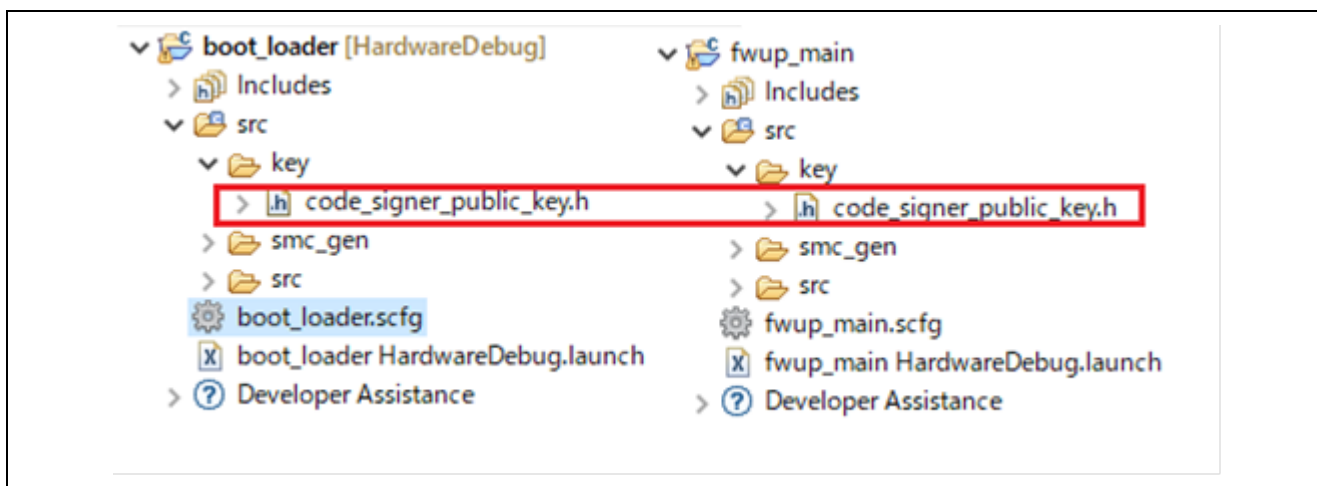 boot_loader [HardwareDebug]
Includes
src
key
code_signer_public_key.h
smc_gen
src
boot_loader.scfg
boot_loader HardwareDebug.launch
Developer Assistance
fwup_main
Includes
src
key
code_signer_public_key.h
smc_gen
src
fwup_main.scfg
fwup_main HardwareDebug.launch
Developer Assistance